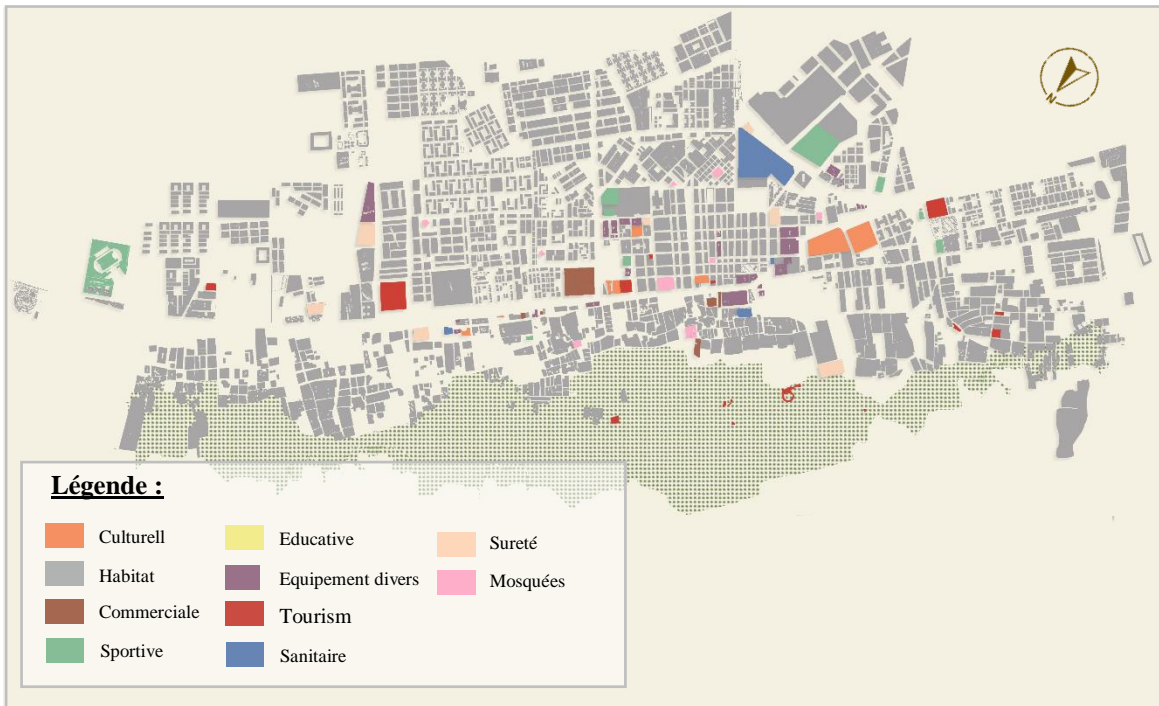 N
Légende :
Culturell
Habitat
Commerciale
Sportive
Educative
Equipement divers
Tourism
Sanitaire
Sureté
Mosquées